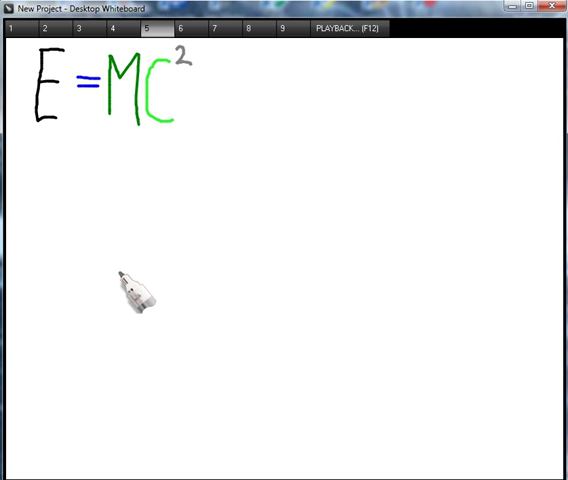 New Project - Desktop Whiteboard
1 2 3 4 5 6 7 8 9 PLAYBACK... (F12)
E = MC²